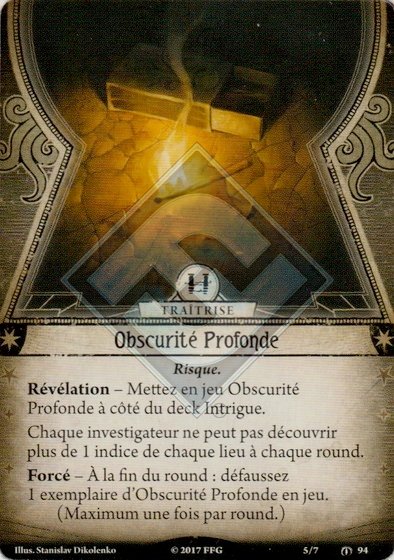 TRAÎTRISE
Obscurité Profonde
Risque.
Révélation – Mettez en jeu Obscurité
Profonde à côté du deck Intrigue.
Chaque investigateur ne peut pas découvrir
plus de 1 indice de chaque lieu à chaque round.
Forcé – À la fin du round : défaussez
1 exemplaire d'Obscurité Profonde en jeu.
(Maximum une fois par round.)
Illus. Stanislav Dikolenko © 2017 FFG 5/7 94